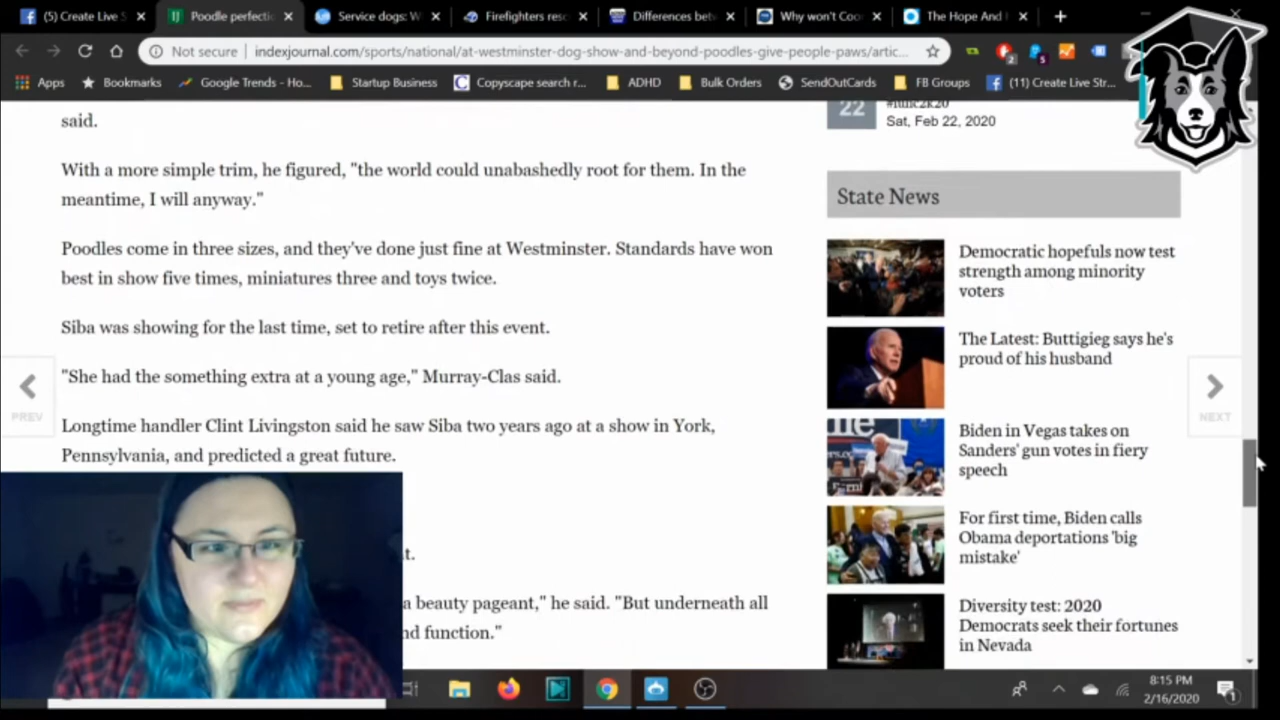 (5) Create Live S
Poodle perfecti
Service dogs: W
Firefighters resc
Differences bet
Why won't Coo
The Hope And
Not secure
indexjournal.com/sports/national/at-westminster-dog-show-and-beyond-poodles-give-people-paws/artic...
2
5
Apps
Bookmarks
Google Trends - Ho...
Startup Business
Copyscape search r...
ADHD
Bulk Orders
SendOutCards
FB Groups
(11) Create Live Str...
said.
With a more simple trim, he figured, "the world could unabashedly root for them. In the
meantime, I will anyway."
Poodles come in three sizes, and they've done just fine at Westminster. Standards have won
best in show five times, miniatures three and toys twice.
Siba was showing for the last time, set to retire after this event.
"She had the something extra at a young age," Murray-Clas said.
Longtime handler Clint Livingston said he saw Siba two years ago at a show in York,
Pennsylvania, and predicted a great future.
t.
a beauty pageant," he said. "But underneath all
nd function."
PREV
NEXT
22
Sat, Feb 22, 2020
State News
Democratic hopefuls now test
strength among minority
voters
The Latest: Buttigieg says he's
proud of his husband
Biden in Vegas takes on
Sanders' gun votes in fiery
speech
For first time, Biden calls
Obama deportations 'big
mistake'
Diversity test: 2020
Democrats seek their fortunes
in Nevada
8:15 PM
2/16/2020
1